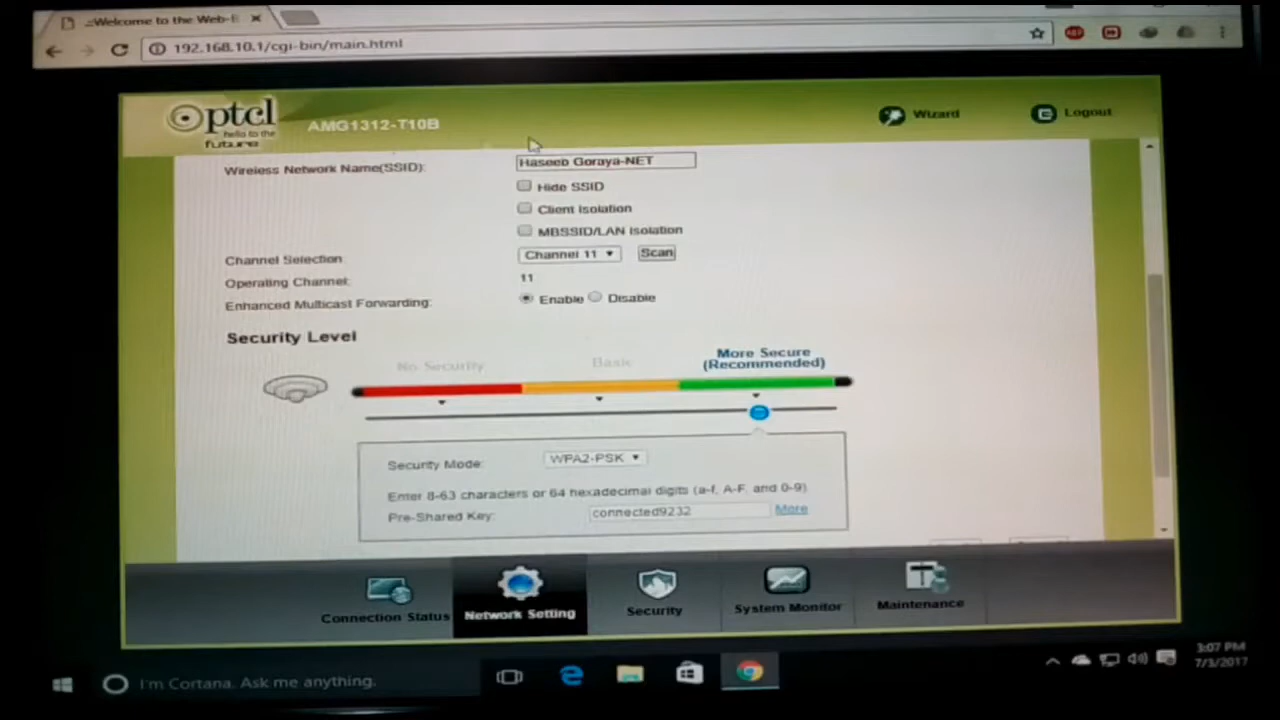 .::Welcome to the Web-
192.168.10.1/cgi-bin/main.html
ABP
ptcl
hello to the
future
AMG1312-T10B
Wizard
Logout
Wireless Network Name(SSID):
Haseeb Goraya-NET
Hide SSID
Client Isolation
MBSSID/LAN Isolation
Channel Selection
Channel 11
Scan
Operating Channel:
11
Enhanced Multicast Forwarding:
Enable
Disable
Security Level
No Security
Basic
More Secure
(Recommended)
Security Mode:
WPA2-PSK
Enter 8-63 characters or 64 hexadecimal digits (a-f, A-F, and 0-9)
Pre-Shared Key:
connected9232
More
Connection Status
Network Setting
Security
System Monitor
Maintenance
I'm Cortana. Ask me anything.
3:07 PM
7/3/2017